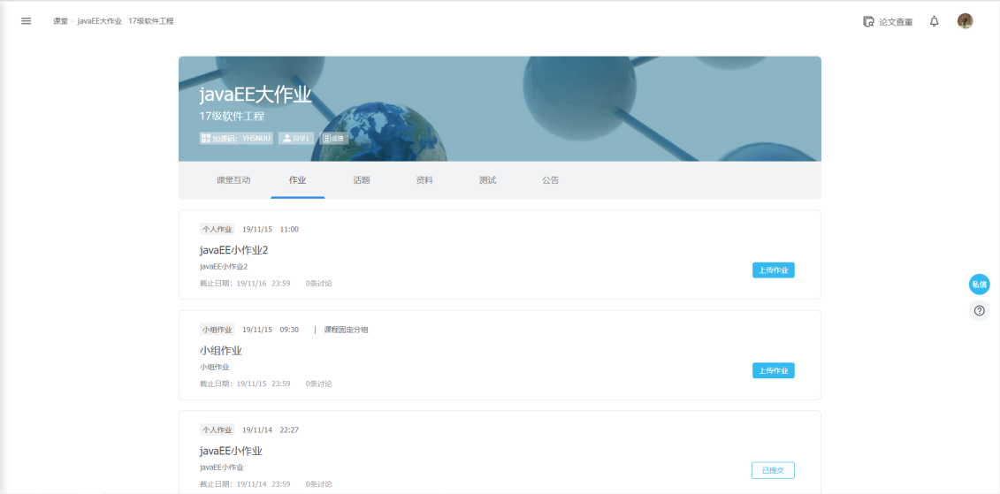 课堂 > javaEE大作业 17级软件工程
论文查重
javaEE大作业
17级软件工程
加课码: YHSNUU 同学1 成绩
课堂互动 作业 话题 资料 测试 公告
个人作业 19/11/15 11:00
javaEE小作业2
javaEE小作业2
上传作业
截止日期: 19/11/16 23:59 0条讨论
私信
小组作业 19/11/15 09:30 | 课程固定分组
小组作业
小组作业
上传作业
截止日期: 19/11/15 23:59 0条讨论
个人作业 19/11/14 22:27
javaEE小作业
javaEE小作业
已提交
截止日期: 19/11/14 23:59 0条讨论